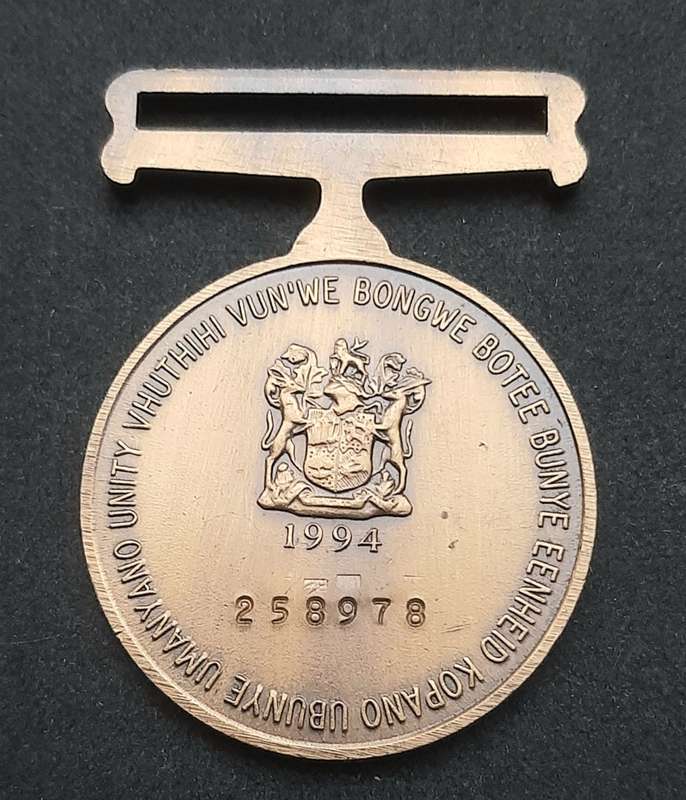 UNITY VHUTHIHI VUN'WE BONGWE BOTEE BUNYE EENHEID KOPANO UBUNYE UMANYANO
1994
258978